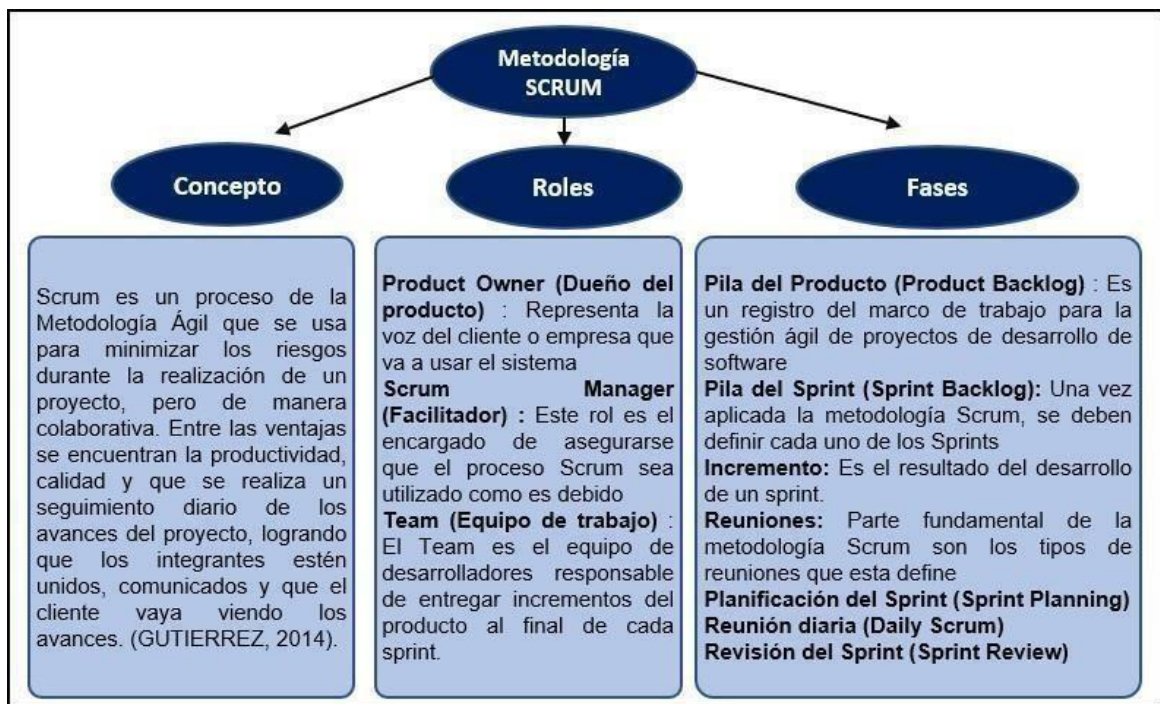 Metodología
SCRUM
Concepto
Roles
Fases
Scrum es un proceso de la
Metodología Ágil que se usa
para minimizar los riesgos
durante la realización de un
proyecto, pero de manera
colaborativa. Entre las ventajas
se encuentran la productividad,
calidad y que se realiza un
seguimiento diario de los
avances del proyecto, logrando
que los integrantes estén
unidos, comunicados y que el
cliente vaya viendo los
avances. (GUTIERREZ, 2014).
Product Owner (Dueño del
producto) : Representa la
voz del cliente o empresa que
va a usar el sistema
Scrum Manager
(Facilitador) : Este rol es el
encargado de asegurarse
que el proceso Scrum sea
utilizado como es debido
Team (Equipo de trabajo) :
El Team es el equipo de
desarrolladores responsable
de entregar incrementos del
producto al final de cada
sprint.
Pila del Producto (Product Backlog) : Es
un registro del marco de trabajo para la
gestión ágil de proyectos de desarrollo de
software
Pila del Sprint (Sprint Backlog): Una vez
aplicada la metodología Scrum, se deben
definir cada uno de los Sprints
Incremento: Es el resultado del desarrollo
de un sprint.
Reuniones: Parte fundamental de la
metodología Scrum son los tipos de
reuniones que esta define
Planificación del Sprint (Sprint Planning)
Reunión diaria (Daily Scrum)
Revisión del Sprint (Sprint Review)